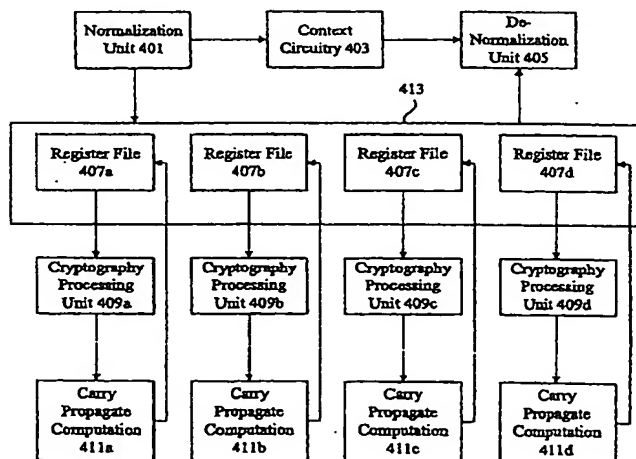 Normalization
Unit 401
Context
Circuitry 403
De-
Normalization
Unit 405
413
Register File
407a
Register File
407b
Register File
407c
Register File
407d
Cryptography
Processing
Unit 409a
Cryptography
Processing
Unit 409b
Cryptography
Processing
Unit 409c
Cryptography
Processing
Unit 409d
Carry
Propagate
Computation
411a
Carry
Propagate
Computation
411b
Carry
Propagate
Computation
411c
Carry
Propagate
Computation
411d